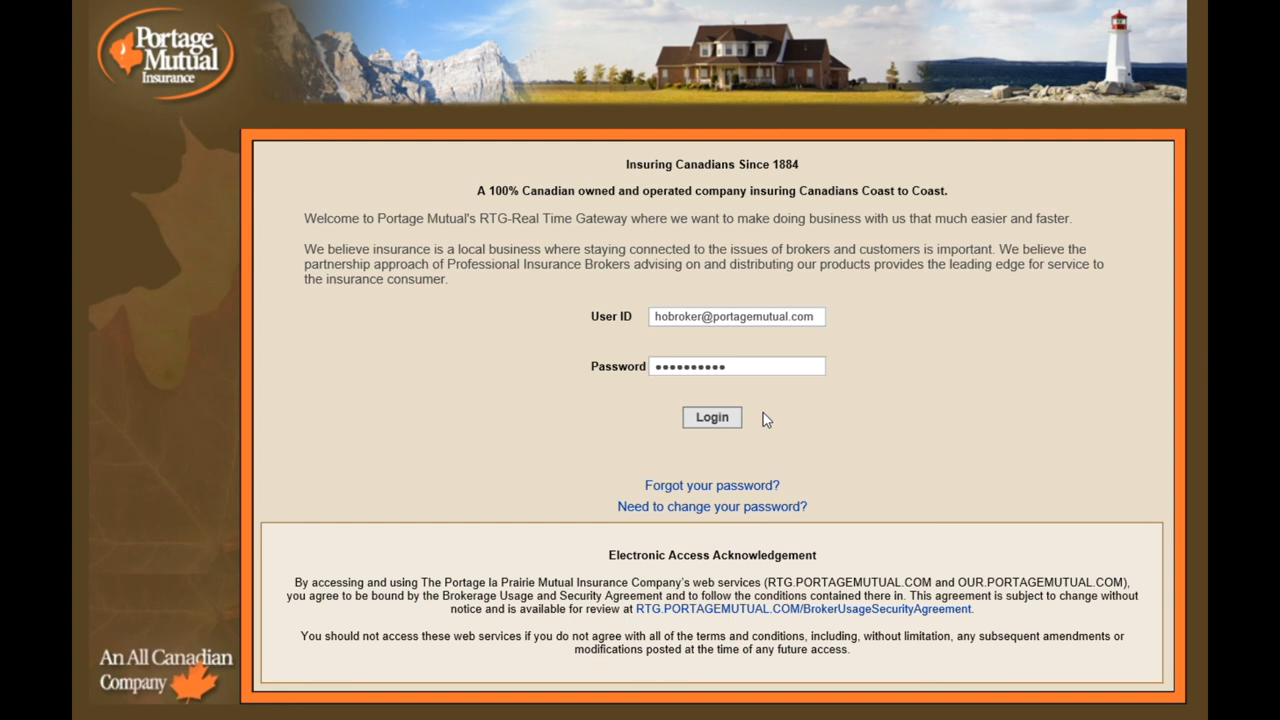 Portage
Mutual
Insurance
Insuring Canadians Since 1884
A 100% Canadian owned and operated company insuring Canadians Coast to Coast.
Welcome to Portage Mutual's RTG-Real Time Gateway where we want to make doing business with us that much easier and faster.
We believe insurance is a local business where staying connected to the issues of brokers and customers is important. We believe the
partnership approach of Professional Insurance Brokers advising on and distributing our products provides the leading edge for service to
the insurance consumer.
User ID hobroker@portagemutual.com
Password ••••••••••
Login
Forgot your password?
Need to change your password?
Electronic Access Acknowledgement
By accessing and using The Portage la Prairie Mutual Insurance Company's web services (RTG.PORTAGEMUTUAL.COM and OUR.PORTAGEMUTUAL.COM),
you agree to be bound by the Brokerage Usage and Security Agreement and to follow the conditions contained there in. This agreement is subject to change without
notice and is available for review at RTG.PORTAGEMUTUAL.COM/BrokerUsageSecurityAgreement.
You should not access these web services if you do not agree with all of the terms and conditions, including, without limitation, any subsequent amendments or
modifications posted at the time of any future access.
An All Canadian
Company